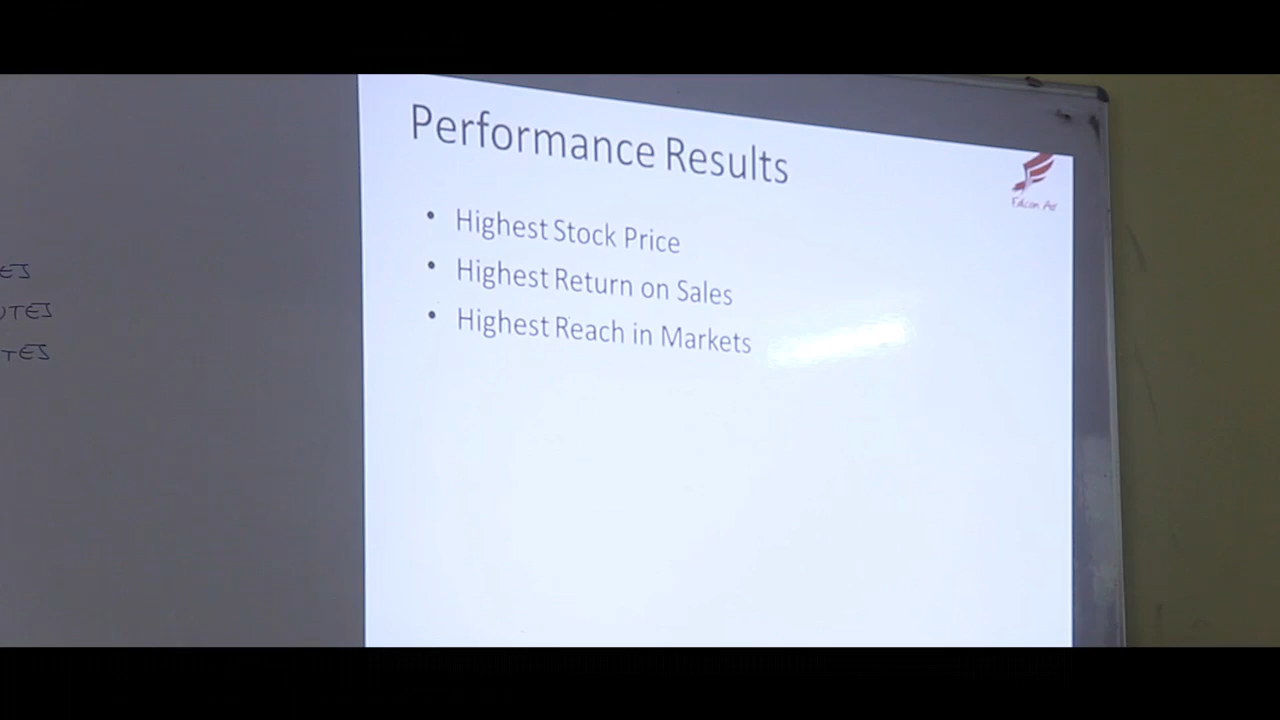 Performance Results
• Highest Stock Price
• Highest Return on Sales
• Highest Reach in Markets